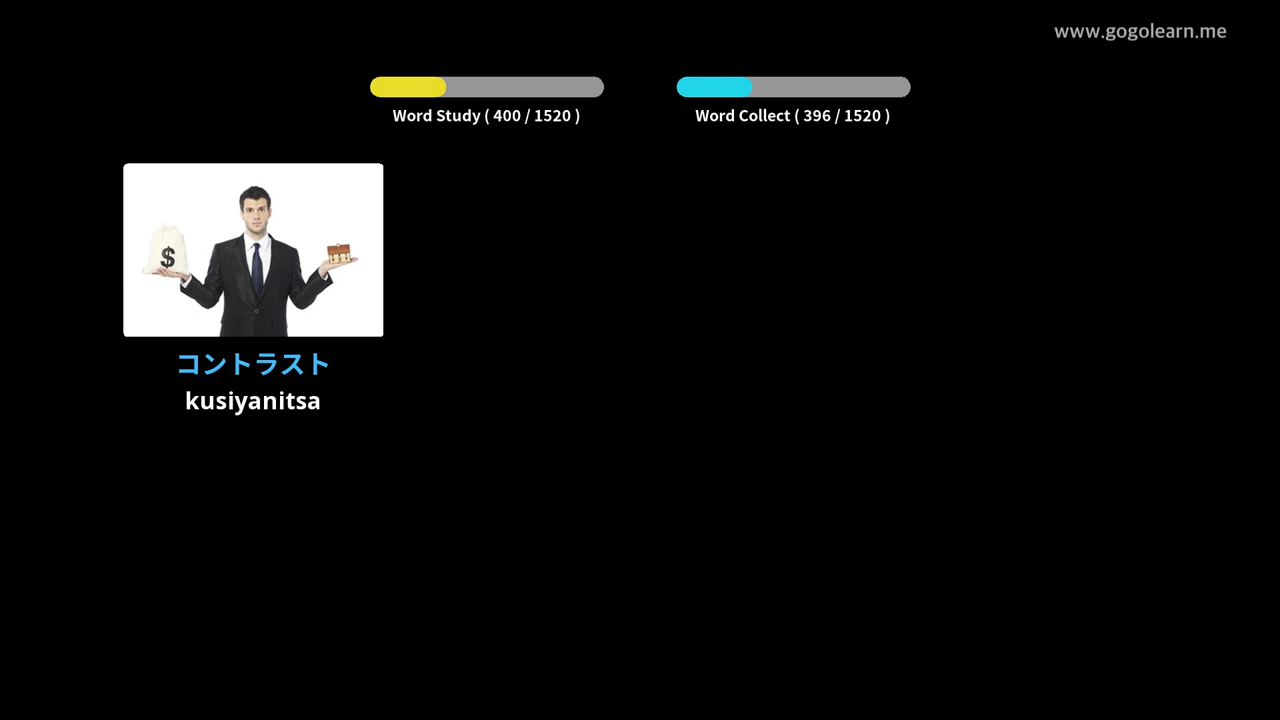 www.gogolearn.me
Word Study ( 400 / 1520 )
Word Collect ( 396 / 1520 )
$
コントラスト
kusiyanitsa